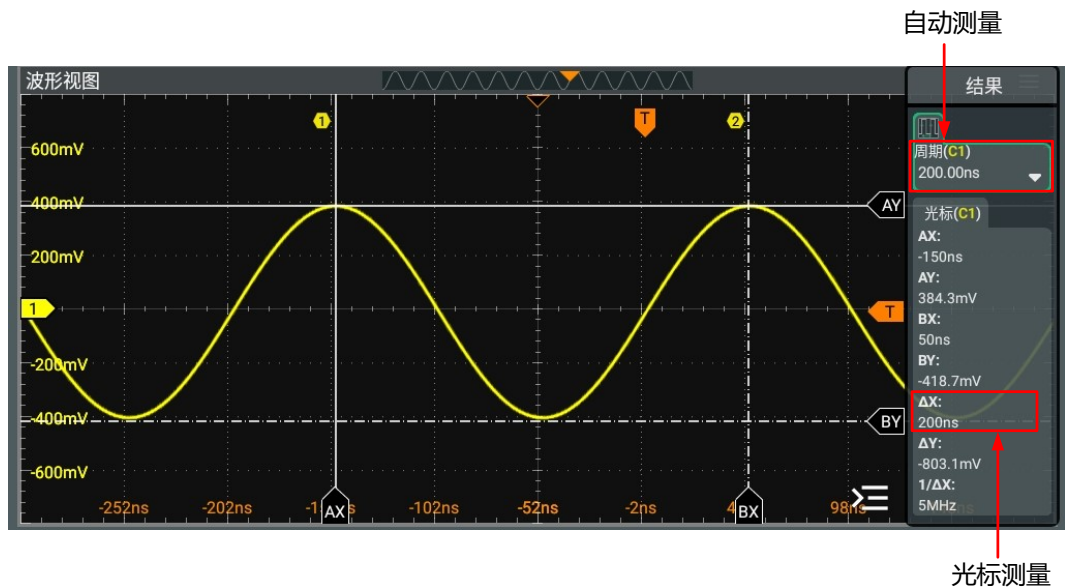 自动测量
波形视图
结果
1
T
2
周期(C1)
200.00ns
600mV
400mV
AY
200mV
光标(C1)
AX:
-150ns
AY:
384.3mV
1
T
BX:
50ns
BY:
-418.7mV
-200mV
ΔX:
200ns
-400mV
BY
ΔY:
-803.1mV
-600mV
1/ΔX:
5MHz
-252ns
-202ns
AX
-102ns
-52ns
-2ns
BX
光标测量